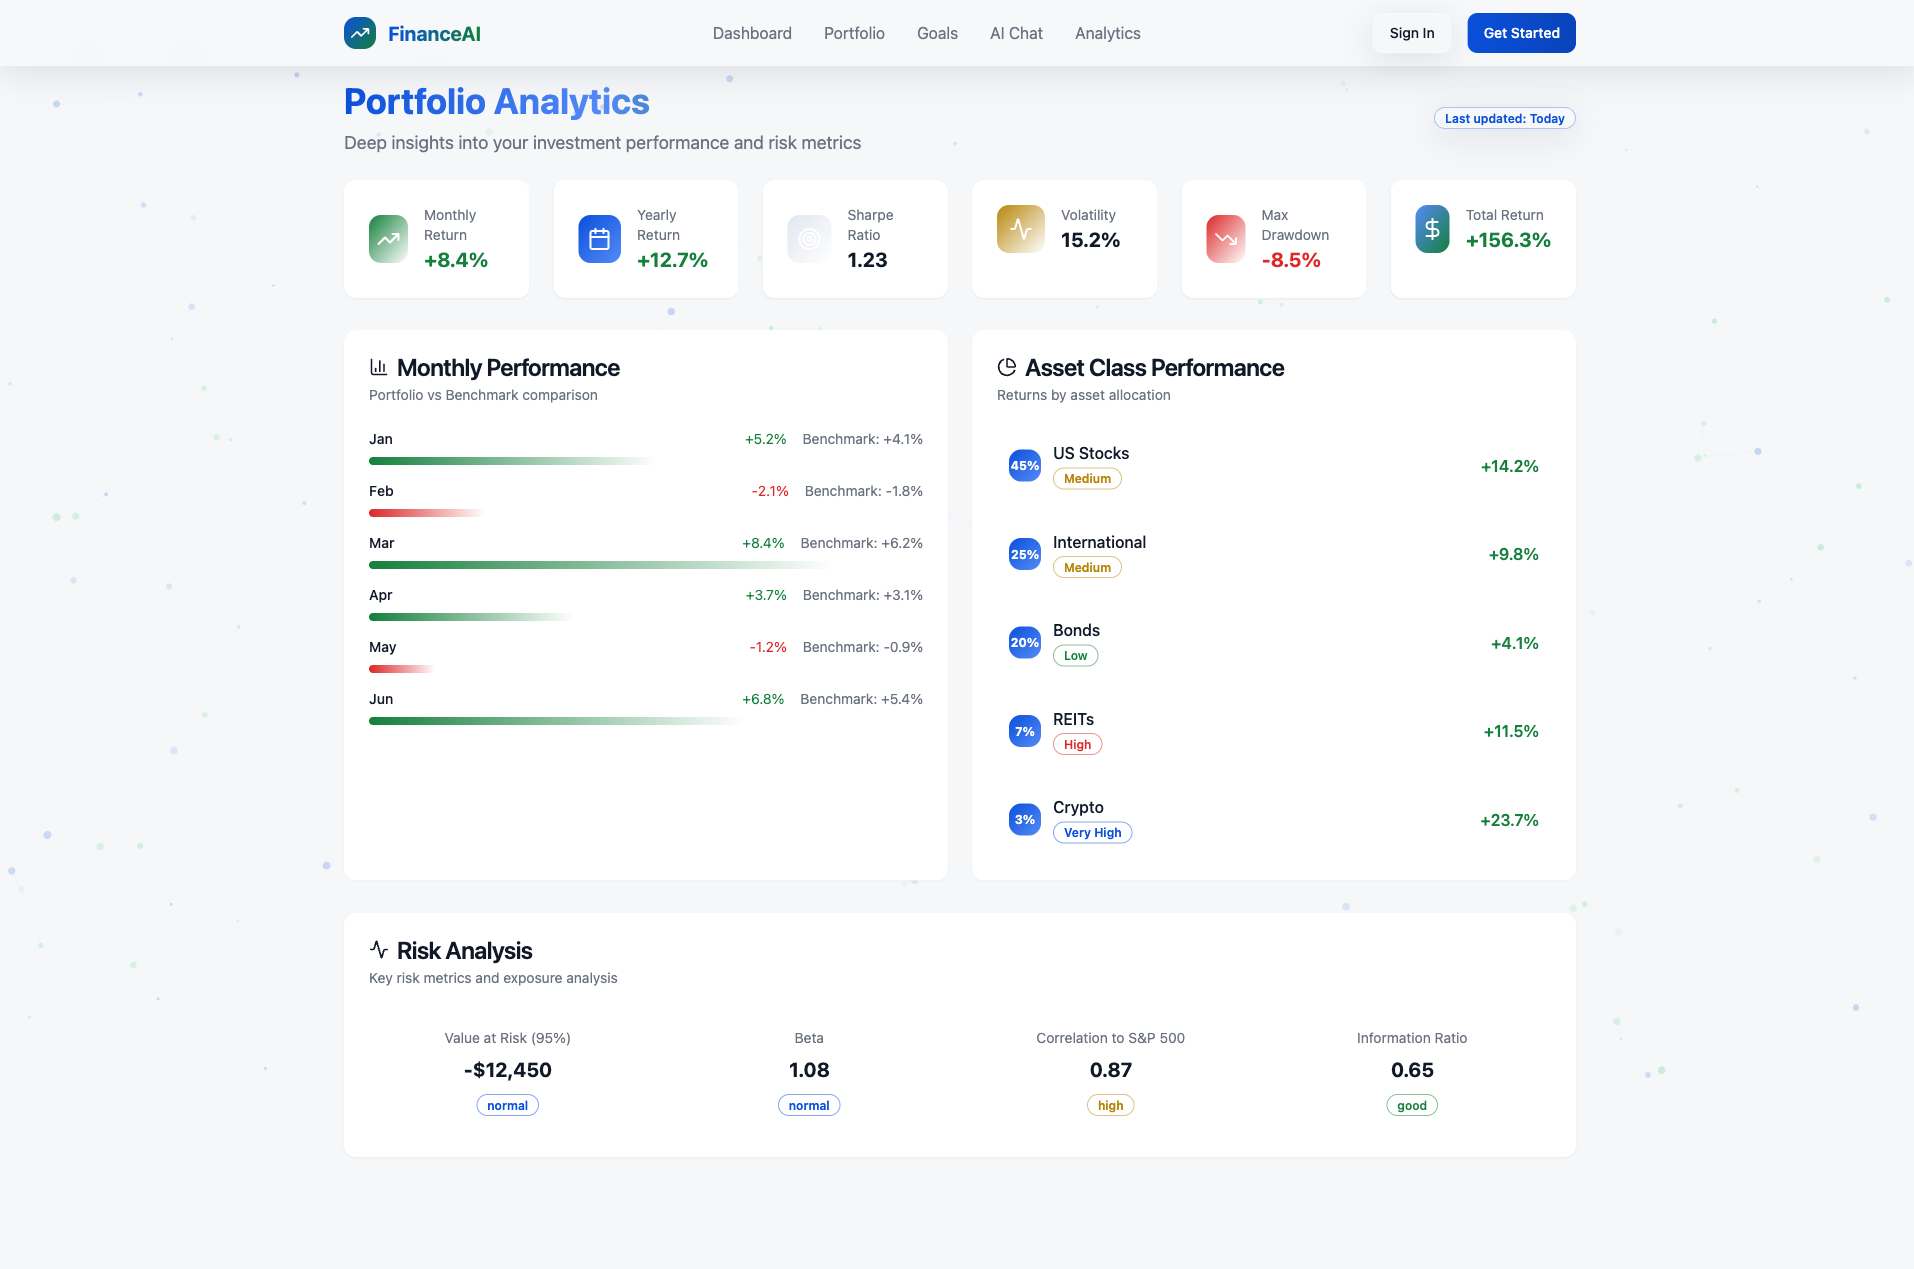 FinanceAI
Dashboard
Portfolio
Goals
AI Chat
Analytics
Sign In
Get Started
Portfolio Analytics
Deep insights into your investment performance and risk metrics
Last updated: Today
Monthly
Return
+8.4%
Yearly
Return
+12.7%
Sharpe
Ratio
1.23
Volatility
15.2%
Max
Drawdown
-8.5%
Total Return
+156.3%
Monthly Performance
Portfolio vs Benchmark comparison
Jan +5.2% Benchmark: +4.1%
Feb -2.1% Benchmark: -1.8%
Mar +8.4% Benchmark: +6.2%
Apr +3.7% Benchmark: +3.1%
May -1.2% Benchmark: -0.9%
Jun +6.8% Benchmark: +5.4%
Asset Class Performance
Returns by asset allocation
45% US Stocks +14.2%
Medium
25% International +9.8%
Medium
20% Bonds +4.1%
Low
7% REITs +11.5%
High
3% Crypto +23.7%
Very High
Risk Analysis
Key risk metrics and exposure analysis
Value at Risk (95%)
-$12,450
normal
Beta
1.08
normal
Correlation to S&P 500
0.87
high
Information Ratio
0.65
good